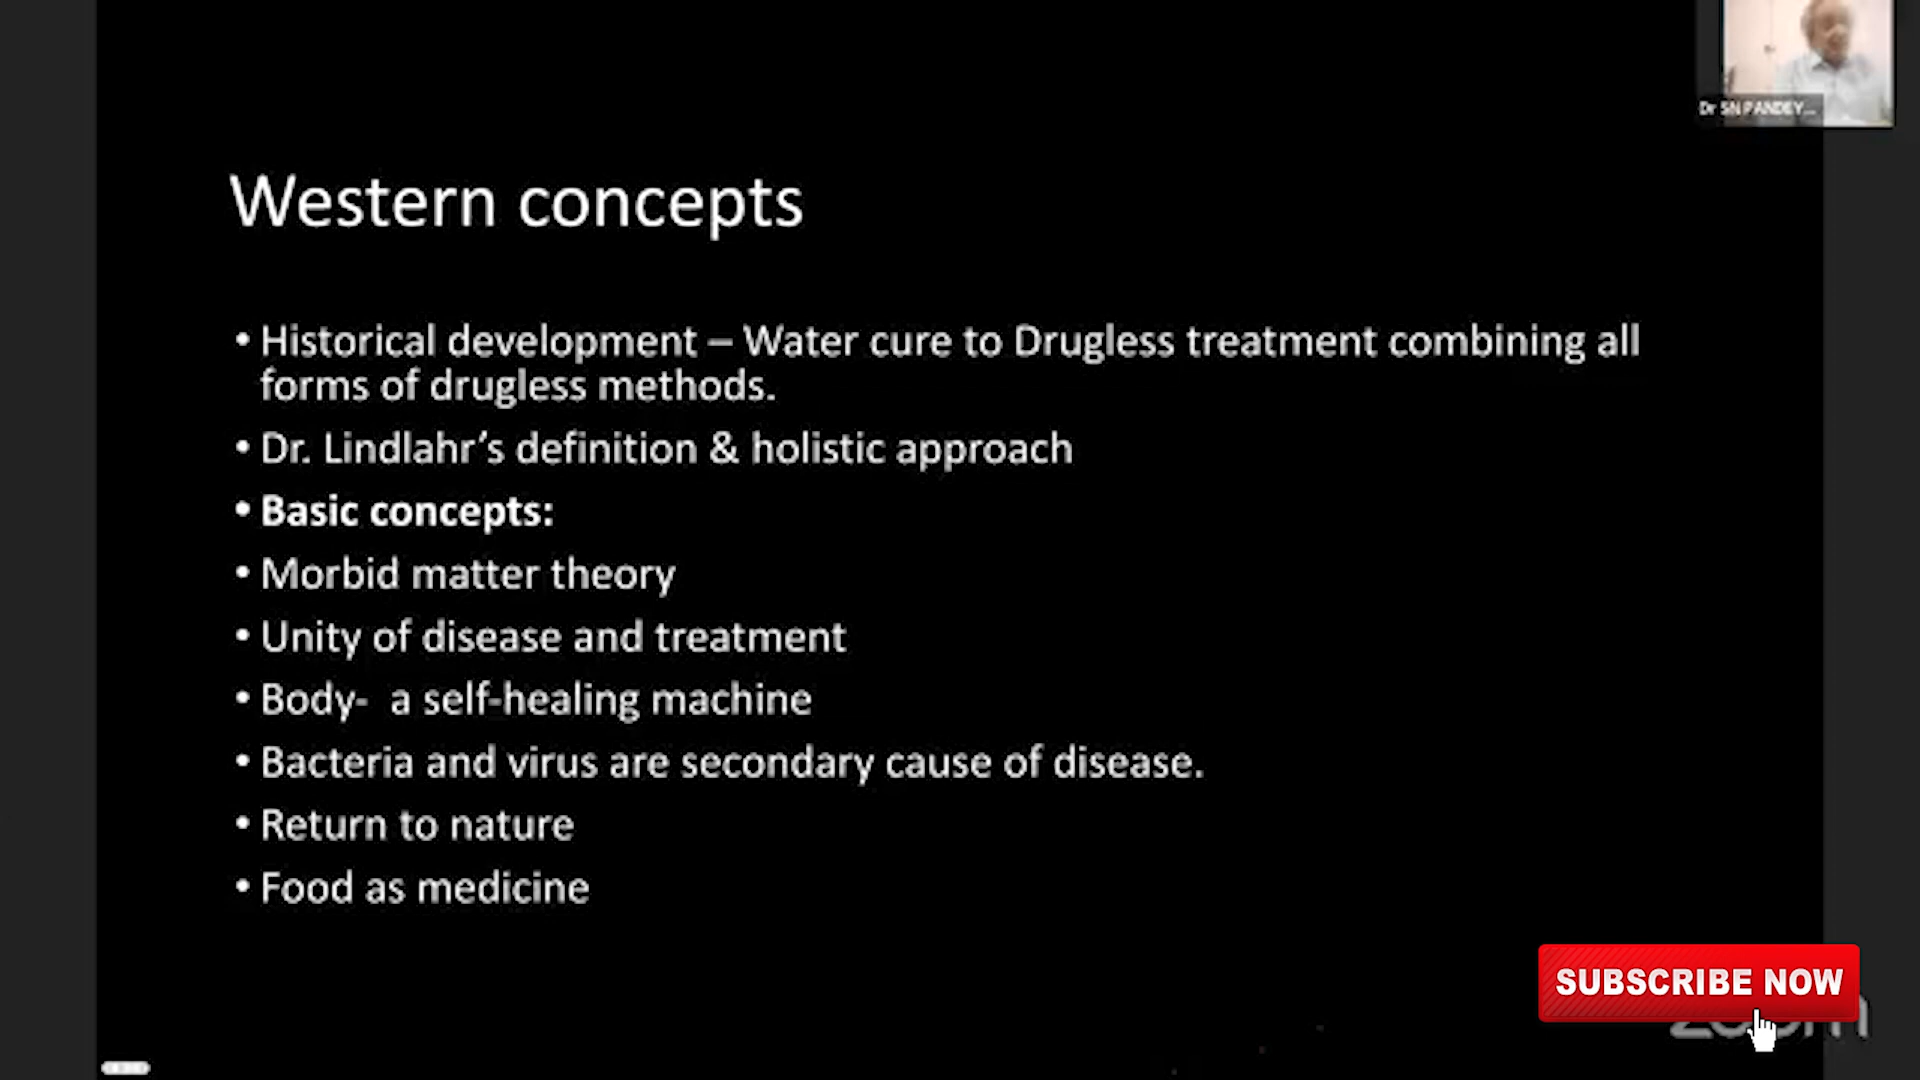 Dr SN PANDEY...
Western concepts
• Historical development – Water cure to Drugless treatment combining all
forms of drugless methods.
• Dr. Lindlahr’s definition & holistic approach
• Basic concepts:
• Morbid matter theory
• Unity of disease and treatment
• Body-  a self-healing machine
• Bacteria and virus are secondary cause of disease.
• Return to nature
• Food as medicine
SUBSCRIBE NOW
zoom